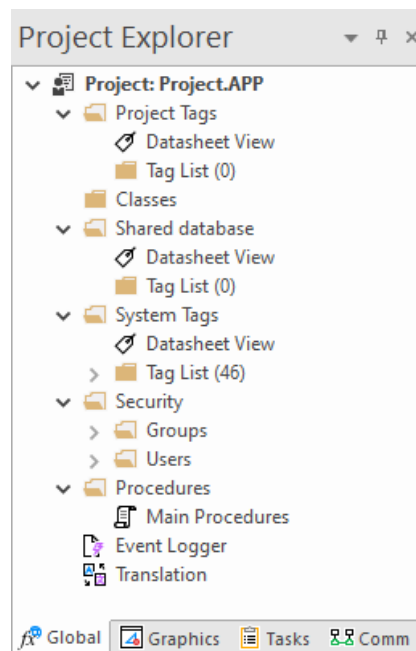 Project Explorer
Project: Project.APP
Project Tags
Datasheet View
Tag List (0)
Classes
Shared database
Datasheet View
Tag List (0)
System Tags
Datasheet View
Tag List (46)
Security
Groups
Users
Procedures
Main Procedures
Event Logger
Translation
Global Graphics Tasks Comm